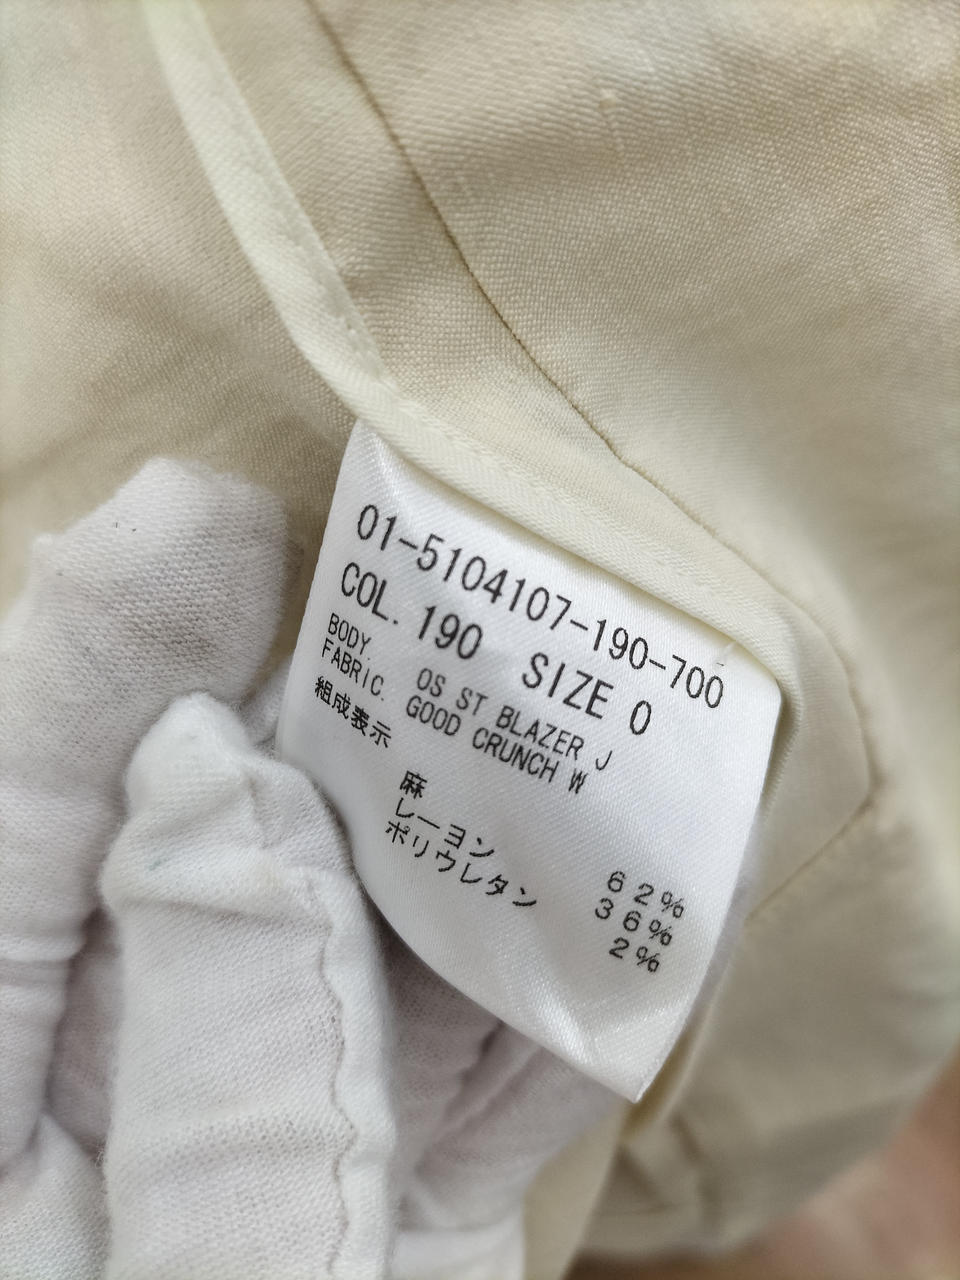 01-5104107-190-700
COL. 190 SIZE 0
BODY. OS ST BLAZER J
FABRIC. GOOD CRUNCH W
組成表示
麻 62%
レーヨン 36%
ポリウレタン 2%